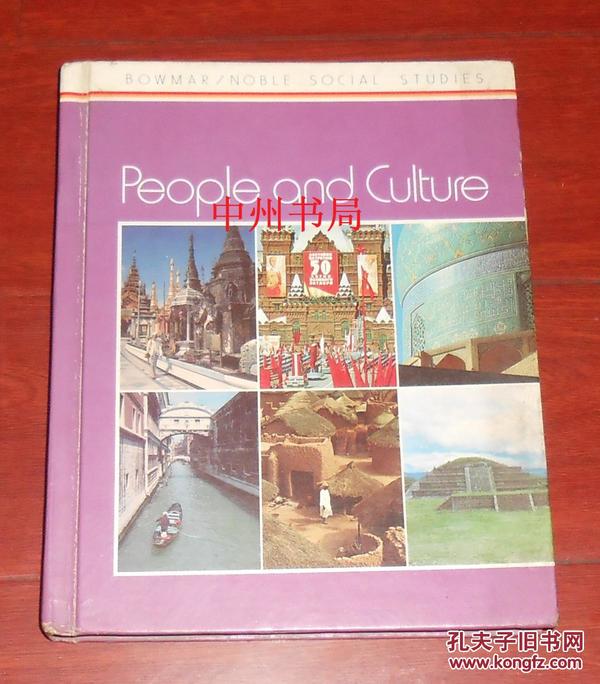 BOWMAR/NOBLE SOCIAL STUDIES
People and Culture
中州书局
50
孔夫子旧书网
www.kongfz.com